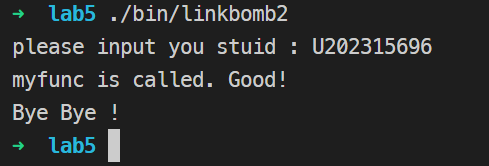 ➜ lab5 ./bin/linkbomb2
please input you stuid : U202315696
myfunc is called. Good!
Bye Bye !
➜ lab5